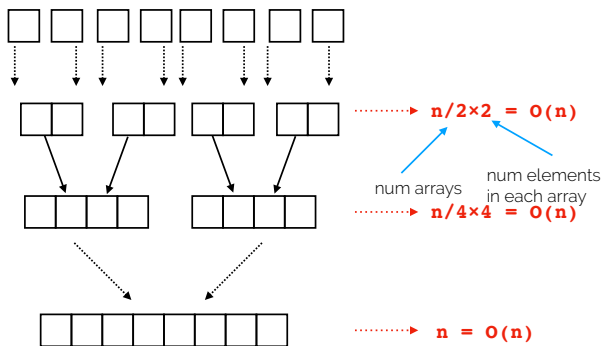 n/2×2 = O(n)
num arrays
num elements
in each array
n/4×4 = O(n)
n = O(n)